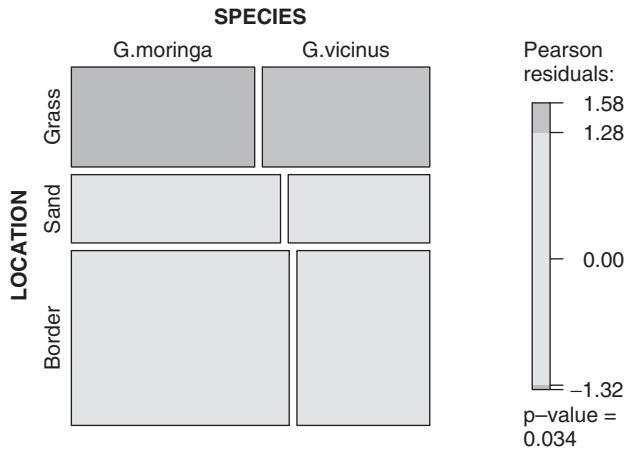 SPECIES
G.moringa G.vicinus
LOCATION
Grass
Sand
Border
Pearson
residuals:
1.58
1.28
0.00
−1.32
p−value =
0.034